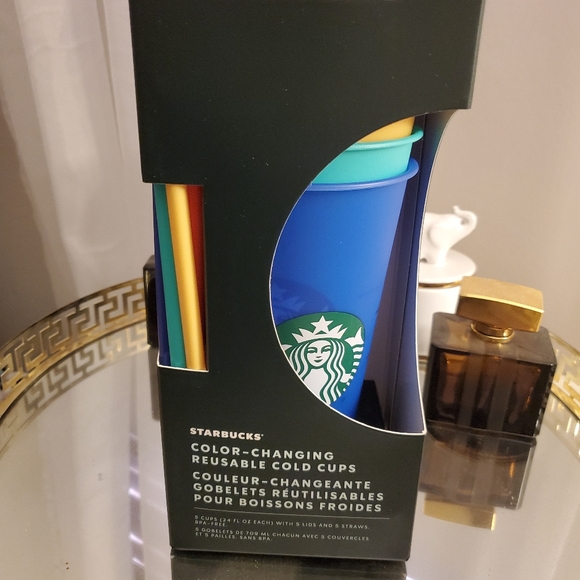 STARBUCKS®
COLOR-CHANGING
REUSABLE COLD CUPS
COULEUR-CHANGEANTE
GOBELETS RÉUTILISABLES
POUR BOISSONS FROIDES
5 CUPS (24 FL OZ EACH) WITH 5 LIDS AND 5 STRAWS.
BPA-FREE
5 GOBELETS DE 709 ML CHACUN AVEC 5 COUVERCLES
ET 5 PAILLES. SANS BPA.